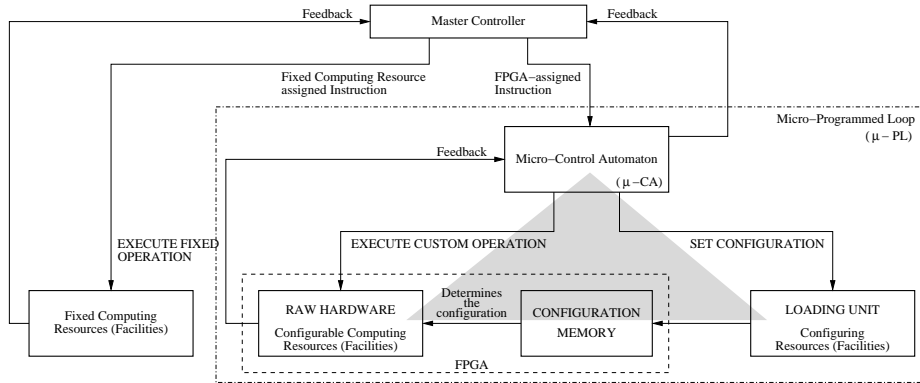 Feedback
Master Controller
Feedback
Fixed Computing Resource
assigned Instruction
FPGA-assigned
Instruction
Micro-Programmed Loop
(μ-PL)
Feedback
Micro-Control Automaton
(μ-CA)
EXECUTE FIXED
OPERATION
EXECUTE CUSTOM OPERATION
SET CONFIGURATION
Fixed Computing
Resources (Facilities)
RAW HARDWARE
Configurable Computing
Resources (Facilities)
Determines
the
configuration
CONFIGURATION
MEMORY
LOADING UNIT
Configuring
Resources (Facilities)
FPGA